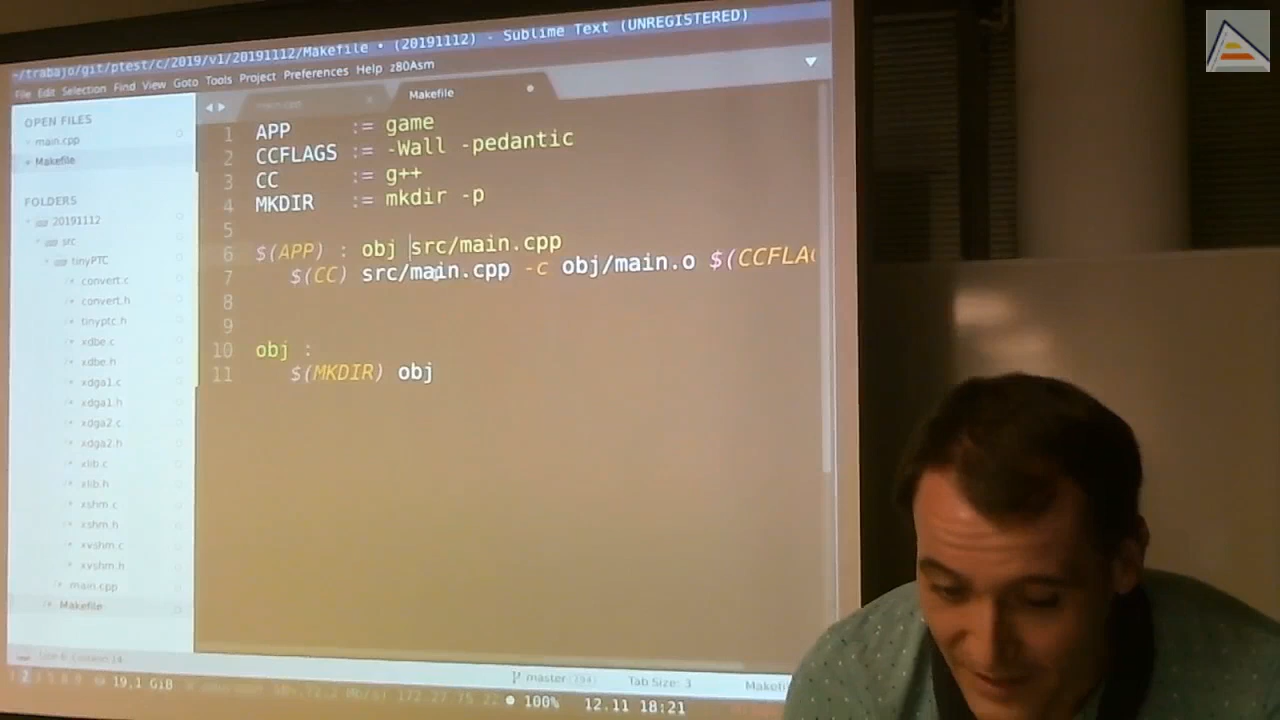 ~/trabajo/git/ptest/c/2019/v1/20191112/Makefile • (20191112) - Sublime Text (UNREGISTERED)
File Edit Selection Find View Goto Tools Project Preferences Help z80Asm
OPEN FILES
main.cpp
Makefile
FOLDERS
20191112
src
tinyPTC
convert.c
convert.h
tinyptc.h
xdbe.c
xdbe.h
xdga1.c
xdga1.h
xdga2.c
xdga2.h
xlib.c
xlib.h
xshm.c
xshm.h
xvshm.c
xvshm.h
main.cpp
Makefile
main.cpp
Makefile
1 APP := game
2 CCFLAGS := -Wall -pedantic
3 CC := g++
4 MKDIR := mkdir -p
5
6 $(APP) : obj src/main.cpp
7 $(CC) src/main.cpp -c obj/main.o $(CCFLAG
8
9
10 obj :
11 $(MKDIR) obj
master Tab Size: 3 Makefi
19,1 GiB 100% 12.11 18:21